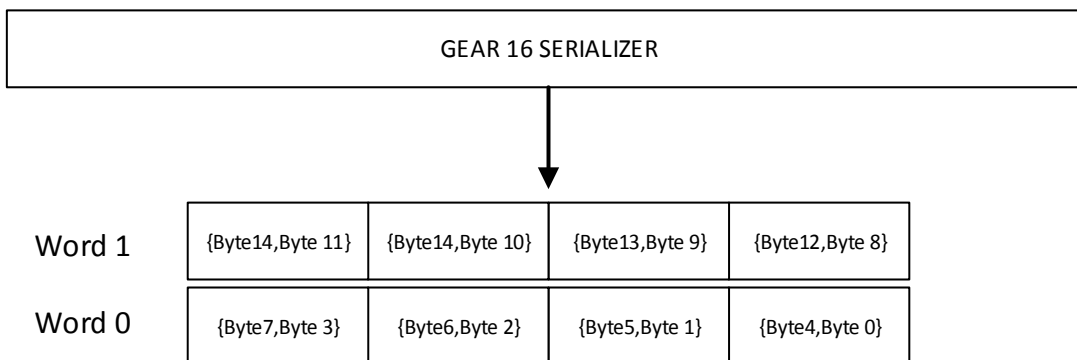 GEAR 16 SERIALIZER
Word 1 {Byte14,Byte 11} {Byte14,Byte 10} {Byte13,Byte 9} {Byte12,Byte 8}
Word 0 {Byte7,Byte 3} {Byte6,Byte 2} {Byte5,Byte 1} {Byte4,Byte 0}